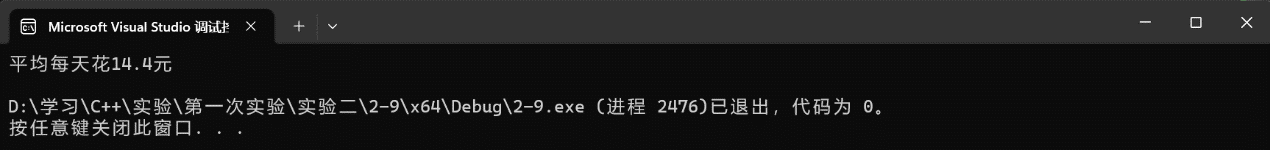 Microsoft Visual Studio 调试
平均每天花14.4元
D:\学习\C++\实验\第一次实验\实验二\2-9\x64\Debug\2-9.exe (进程 2476)已退出，代码为 0。
按任意键关闭此窗口. . .